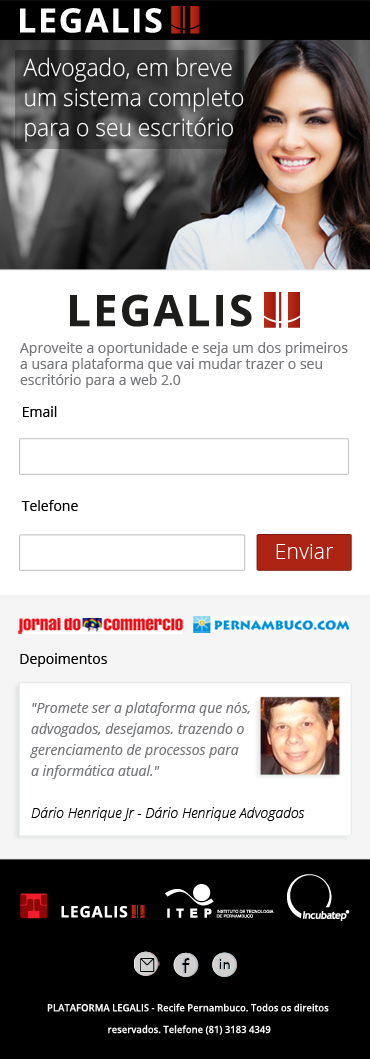 LEGALIS
Advogado, em breve
um sistema completo
para o seu escritório
LEGALIS
Aproveite a oportunidade e seja um dos primeiros
a usara plataforma que vai mudar trazer o seu
escritório para a web 2.0
Email
Telefone
Enviar
jornal do commercio
PERNAMBUCO.COM
Depoimentos
"Promete ser a plataforma que nós,
advogados, desejamos. trazendo o
gerenciamento de processos para
a informática atual."
Dário Henrique Jr - Dário Henrique Advogados
LEGALIS
ITEP
INSTITUTO DE TECNOLOGIA
DE PERNAMBUCO
Incubatep
f
in
PLATAFORMA LEGALIS - Recife Pernambuco. Todos os direitos
reservados. Telefone (81) 3183 4349